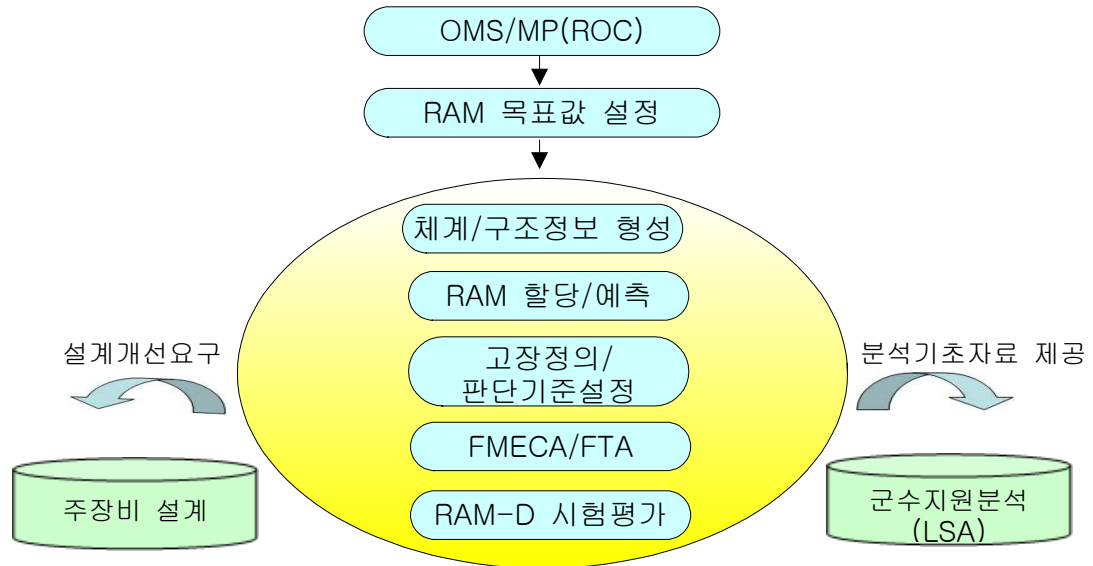 OMS/MP(ROC)
RAM 목표값 설정
체계/구조정보 형성
RAM 할당/예측
설계개선요구
고장정의/
판단기준설정
분석기초자료 제공
FMECA/FTA
주장비 설계
RAM-D 시험평가
군수지원분석
(LSA)